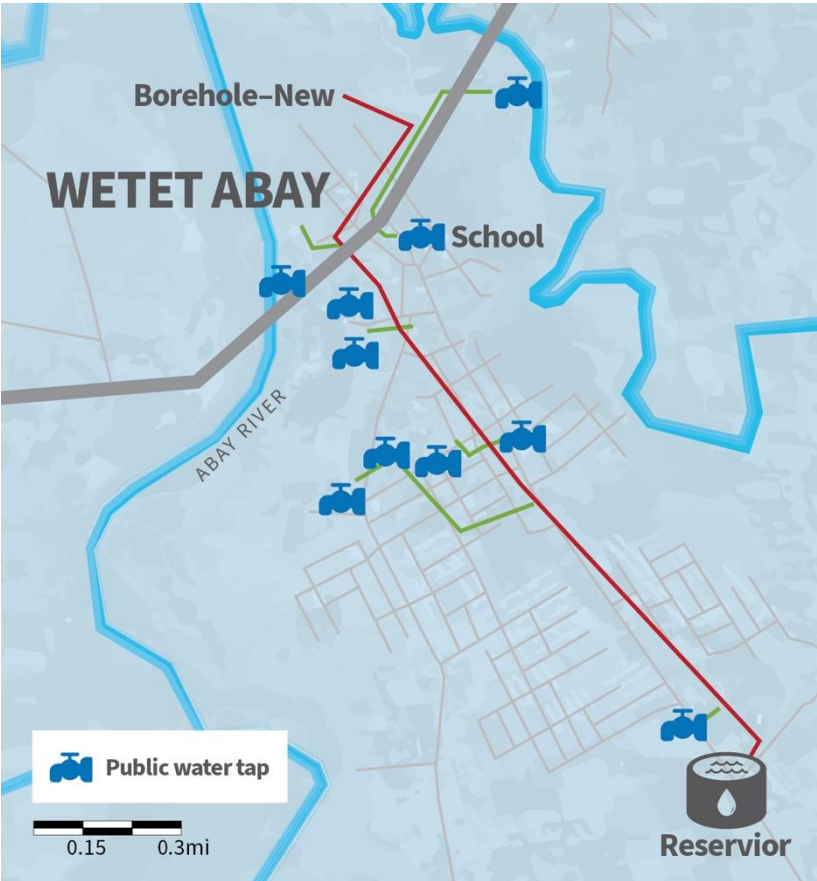 Borehole–New
WETET ABAY
School
ABAY RIVER
Public water tap
0.15 0.3mi
Reservior